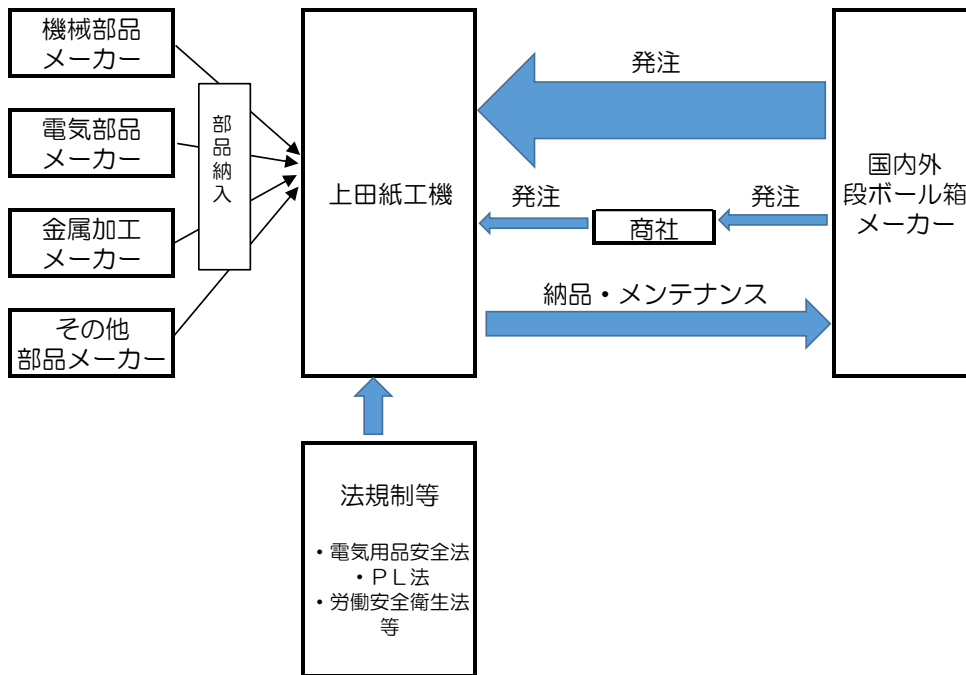 機械部品
メーカー
電気部品
メーカー
金属加工
メーカー
その他
部品メーカー
部
品
納
入
上田紙工機
発注
発注
商社
発注
納品・メンテナンス
国内外
段ボール箱
メーカー
法規制等
・電気用品安全法
・ＰＬ法
・労働安全衛生法
等